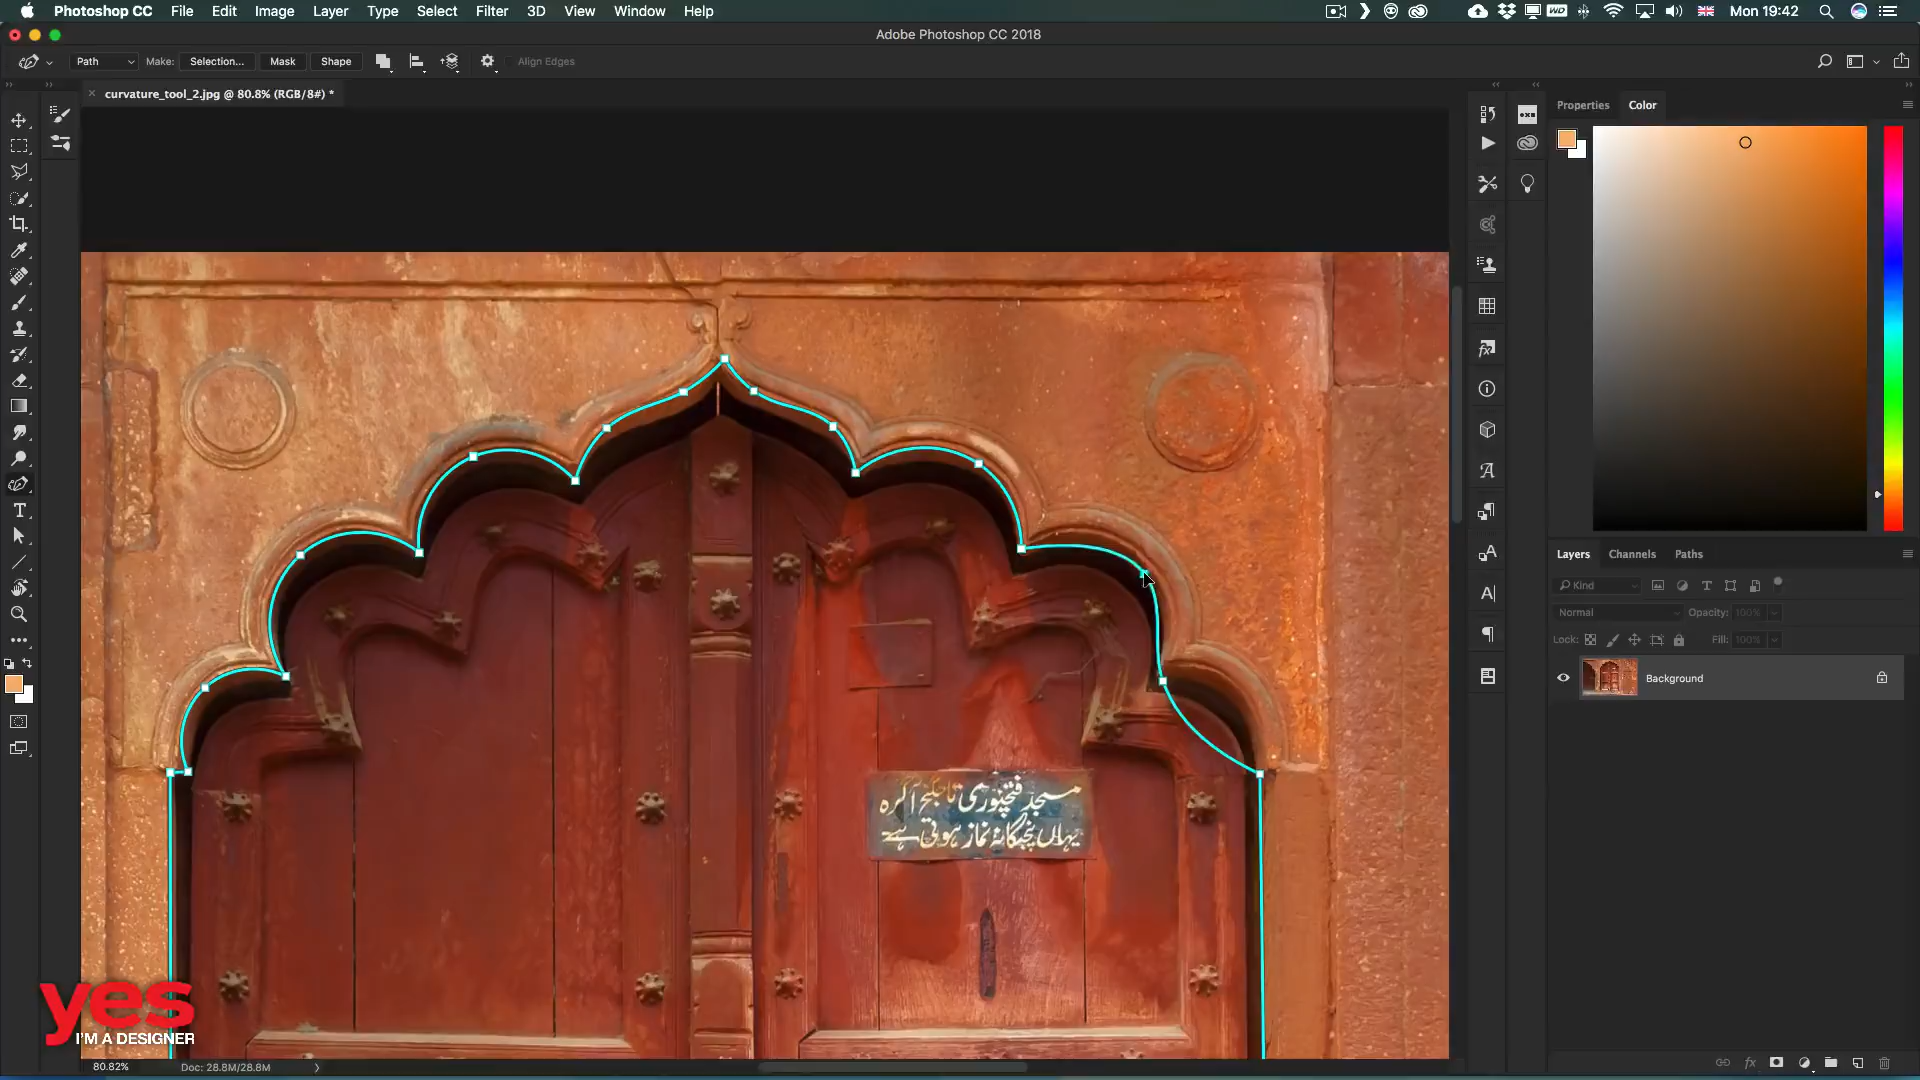 Photoshop CC File Edit Image Layer Type Select Filter 3D View Window Help
WD Mon 19:42
Adobe Photoshop CC 2018
Path Make: Selection... Mask Shape Align Edges
curvature_tool_2.jpg @ 80.8% (RGB/8#) *
Properties Color
Layers Channels Paths
Kind
Normal Opacity: 100%
Lock: Fill: 100%
Background
مسجد فتحپوری تاجگنج آگرہ
یہاں پنجگانہ نماز ہوتی ہے
yes
I'M A DESIGNER
80.82% Doc: 28.8M/28.8M